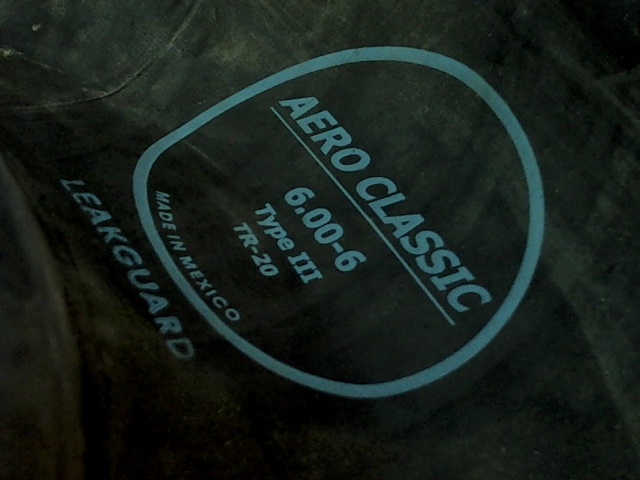 AERO CLASSIC
6.00-6
Type III
TR-20
MADE IN MEXICO
LEAKGUARD